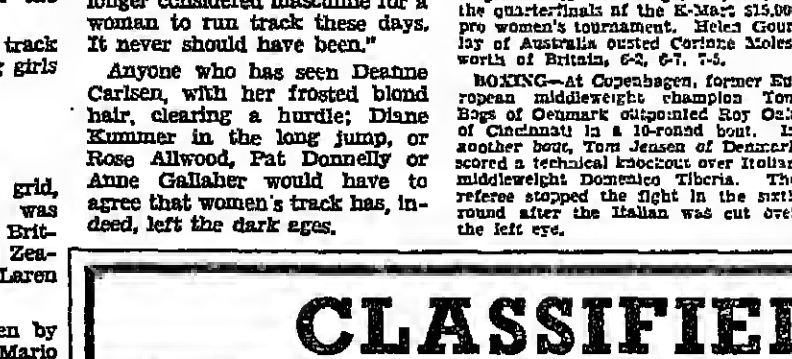 track
girls
grid,
was
Brit-
Zea-
Laren
en by
Mario
longer considered masculine for a
woman to run track these days.
It never should have been."
Anyone who has seen Deanne
Carlsen, with her frosted blond
hair, clearing a hurdle; Diane
Kummer in the long jump, or
Rose Allwood, Pat Donnelly or
Anne Gallaher would have to
agree that women's track has, in-
deed, left the dark ages.
the quarterfinals of the K-Mart $15,00
pro women's tournament. Helen Gour
lay of Australia ousted Corinne Moles
worth of Britain, 6-2, 6-7, 7-5.
BOXING—At Copenhagen, former Eu
ropean middleweight champion Tom
Bogs of Denmark outpointed Roy
of Cincinnati in a 10-round bout. In
another bout, Tom Jensen of Denmark
scored a technical knockout over Italian
middleweight Domenico Tiberia. The
referee stopped the fight in the sixth
round after the Italian was cut over
the left eye.
CLASSIFIE